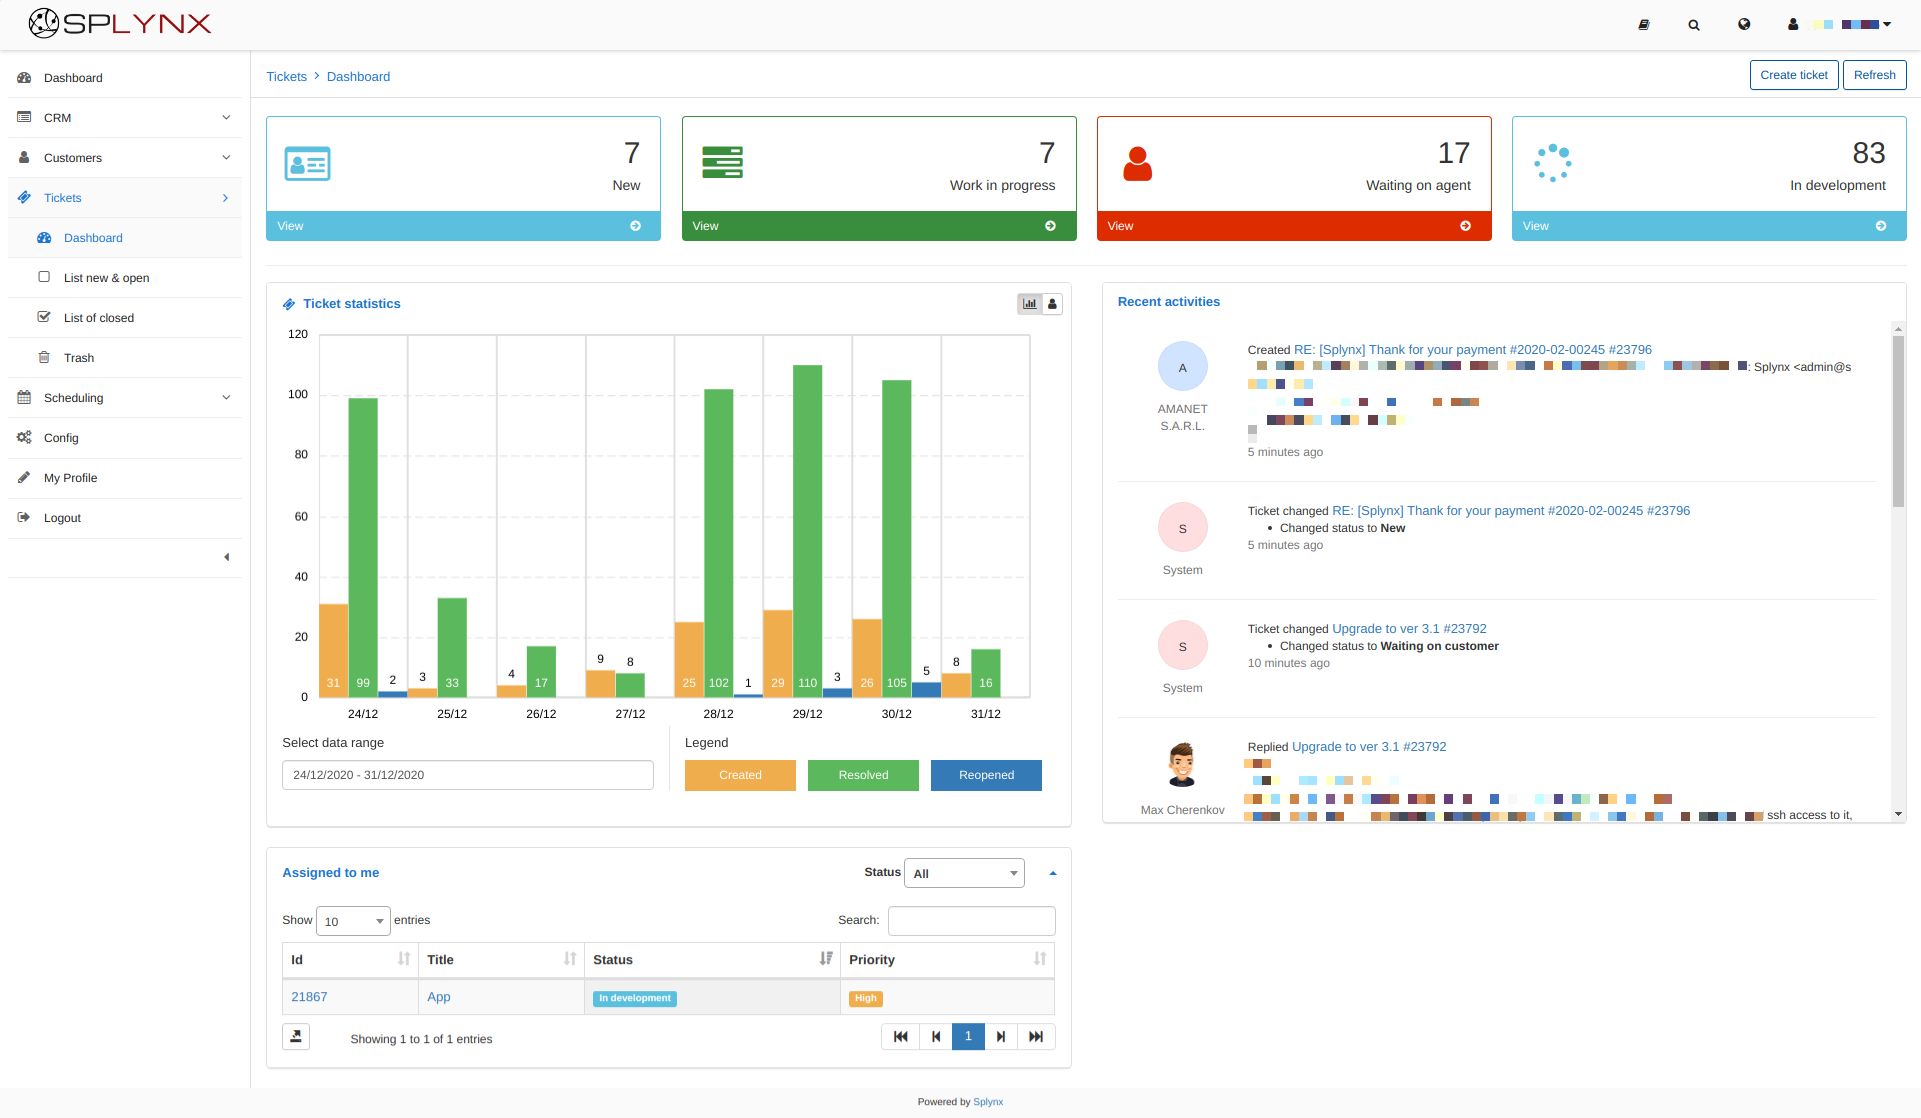 SPLYNX
Dashboard
CRM
Customers
Tickets
Dashboard
List new & open
List of closed
Trash
Scheduling
Config
My Profile
Logout
Tickets > Dashboard
Create ticket
Refresh
7
New
View
7
Work in progress
View
17
Waiting on agent
View
83
In development
View
Ticket statistics
120
100
80
60
40
20
0
31 99 2 3 33 4 17 9 8 25 102 1 29 110 3 26 105 5 8 16
24/12 25/12 26/12 27/12 28/12 29/12 30/12 31/12
Select data range
24/12/2020 - 31/12/2020
Legend
Created Resolved Reopened
Recent activities
A
AMANET
S.A.R.L.
Created RE: [Splynx] Thank for your payment #2020-02-00245 #23796
: Splynx <admin@s
5 minutes ago
S
System
Ticket changed RE: [Splynx] Thank for your payment #2020-02-00245 #23796
• Changed status to New
5 minutes ago
S
System
Ticket changed Upgrade to ver 3.1 #23792
• Changed status to Waiting on customer
10 minutes ago
Max Cherenkov
Replied Upgrade to ver 3.1 #23792
ssh access to it,
Assigned to me
Status All
Show 10 entries
Search:
Id Title Status Priority
21867 App In development High
Showing 1 to 1 of 1 entries
1
Powered by Splynx